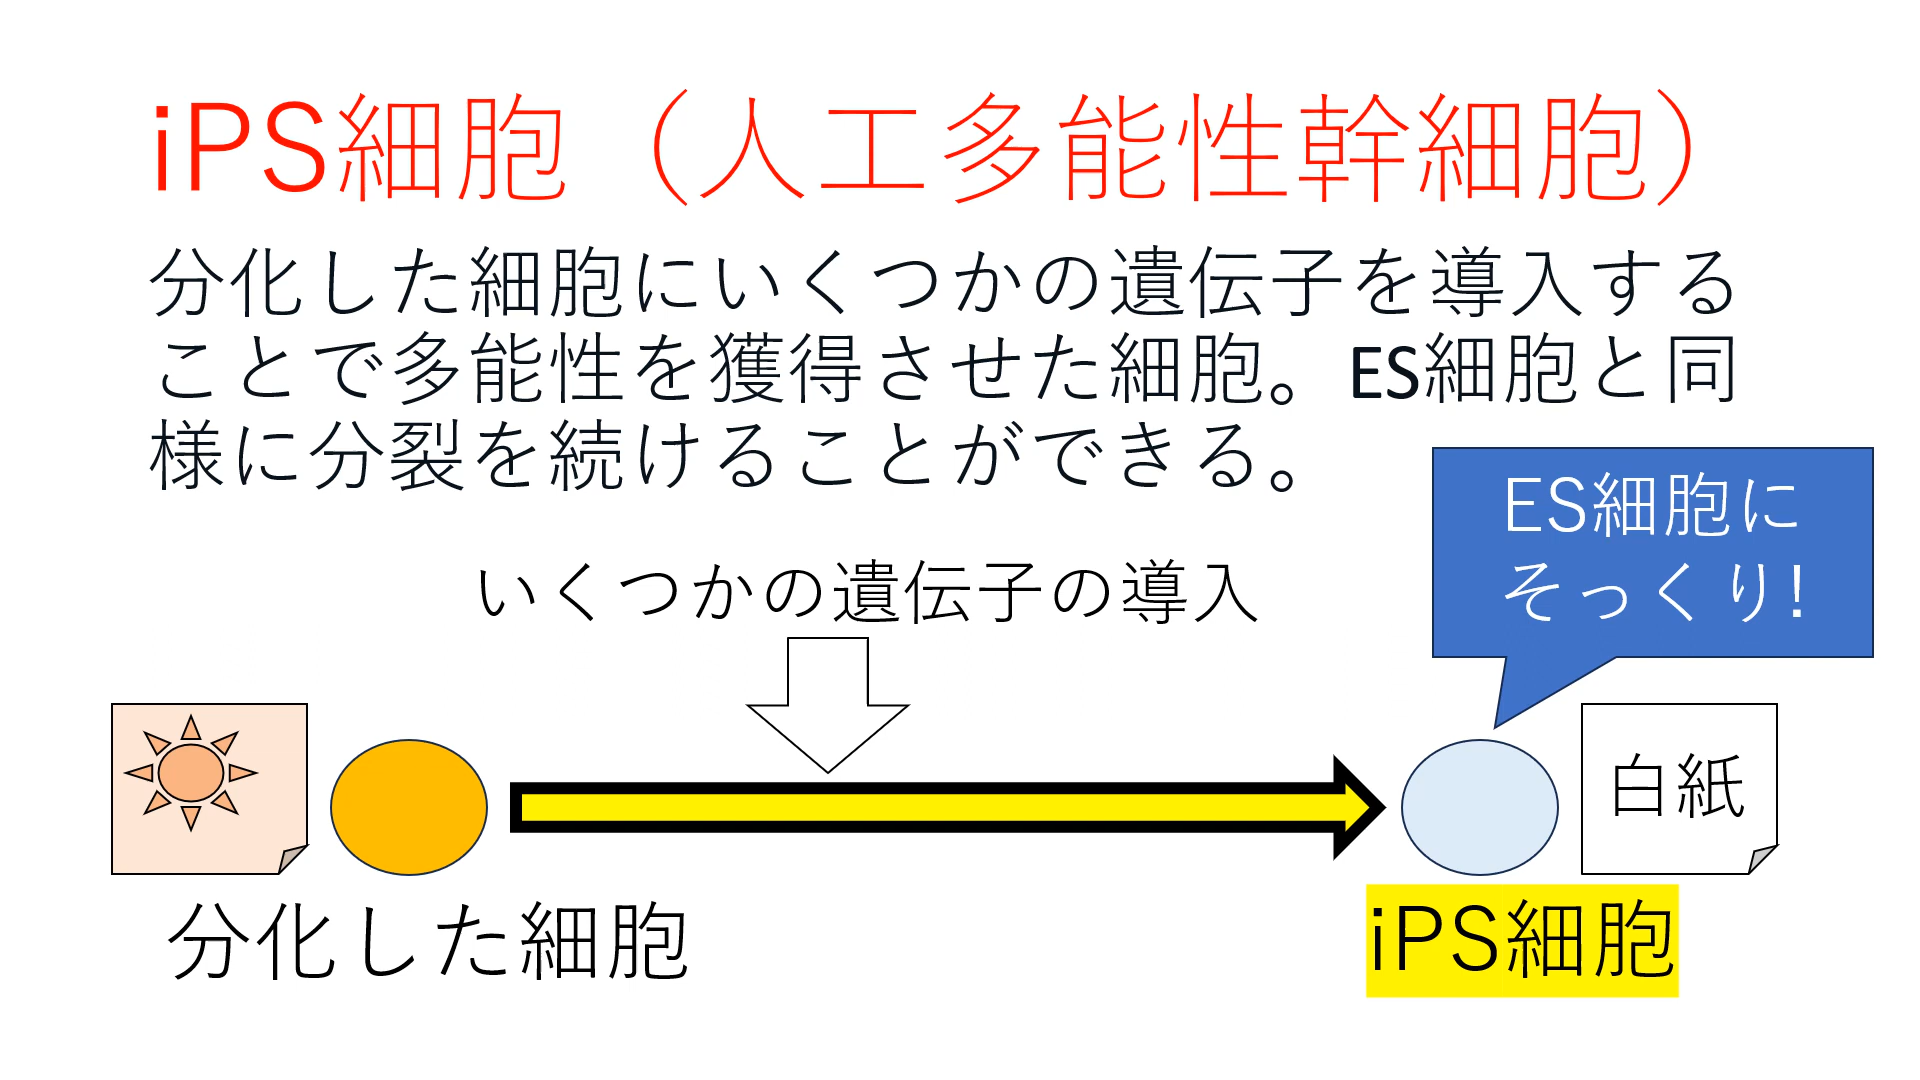 iPS細胞（人工多能性幹細胞）
分化した細胞にいくつかの遺伝子を導入する
ことで多能性を獲得させた細胞。ES細胞と同
様に分裂を続けることができる。
ES細胞に
そっくり!
いくつかの遺伝子の導入
白紙
分化した細胞
iPS細胞